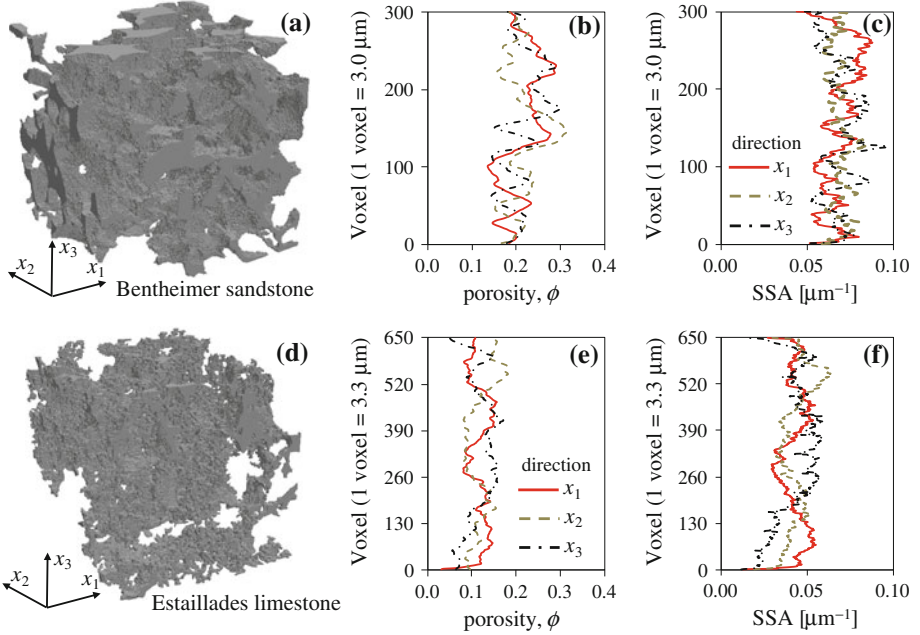 (a)
x3
x2
x1
Bentheimer sandstone
(b)
Voxel (1 voxel = 3.0 μm)
300
200
100
0
0.0 0.1 0.2 0.3 0.4
porosity, ϕ
(c)
Voxel (1 voxel = 3.0 μm)
300
200
100
0
direction
x1
x2
x3
0.00 0.05 0.10
SSA [μm⁻¹]
(d)
x3
x2
x1
Estaillades limestone
(e)
Voxel (1 voxel = 3.3 μm)
650
520
390
260
130
0
direction
x1
x2
x3
0.0 0.1 0.2 0.3 0.4
porosity, ϕ
(f)
Voxel (1 voxel = 3.3 μm)
650
520
390
260
130
0
0.00 0.05 0.10
SSA [μm⁻¹]